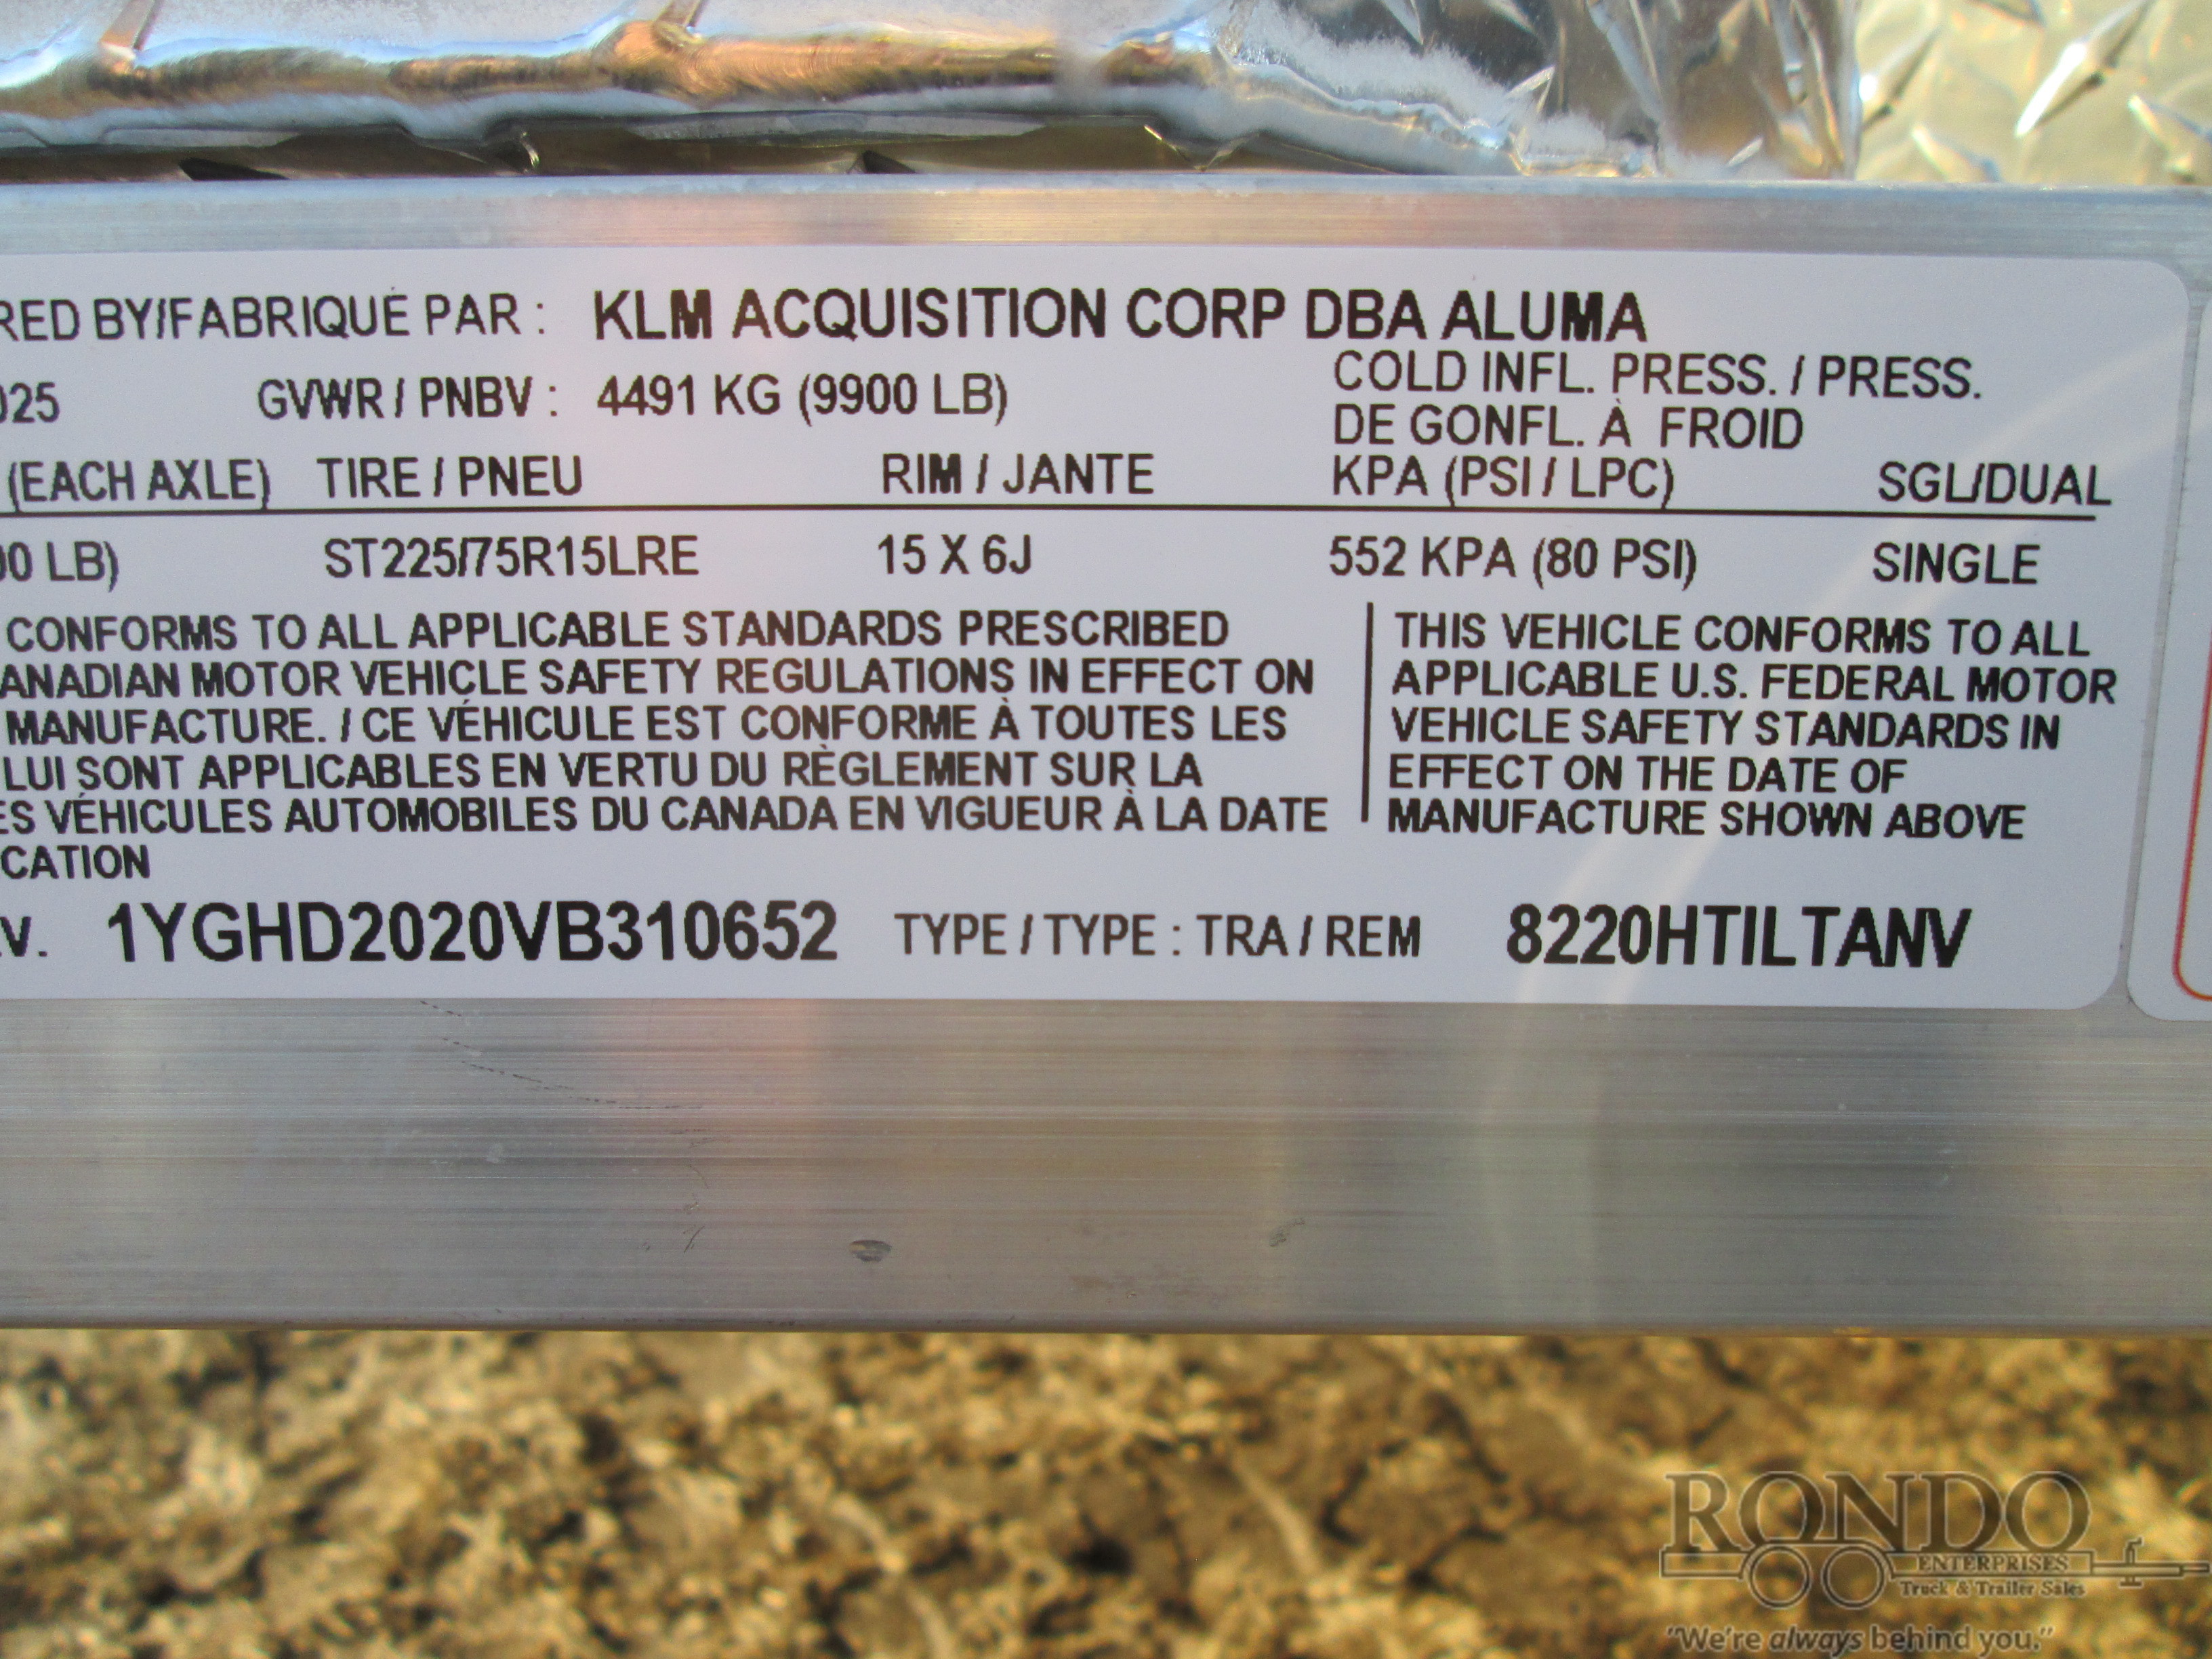 RED BY/FABRIQUÉ PAR : KLM ACQUISITION CORP DBA ALUMA
025 GVWR / PNBV : 4491 KG (9900 LB) COLD INFL. PRESS. / PRESS.
DE GONFL. À FROID
(EACH AXLE) TIRE / PNEU RIM / JANTE KPA (PSI / LPC) SGL/DUAL
00 LB) ST225/75R15LRE 15 X 6J 552 KPA (80 PSI) SINGLE
CONFORMS TO ALL APPLICABLE STANDARDS PRESCRIBED
ANADIAN MOTOR VEHICLE SAFETY REGULATIONS IN EFFECT ON
MANUFACTURE. / CE VÉHICULE EST CONFORME À TOUTES LES
LUI SONT APPLICABLES EN VERTU DU RÈGLEMENT SUR LA
ES VÉHICULES AUTOMOBILES DU CANADA EN VIGUEUR À LA DATE
CATION
THIS VEHICLE CONFORMS TO ALL
APPLICABLE U.S. FEDERAL MOTOR
VEHICLE SAFETY STANDARDS IN
EFFECT ON THE DATE OF
MANUFACTURE SHOWN ABOVE
.V. 1YGHD2020VB310652 TYPE / TYPE : TRA / REM 8220HTILTANV
RONDO
ENTERPRISES
Truck & Trailer Sales
"We're always behind you."